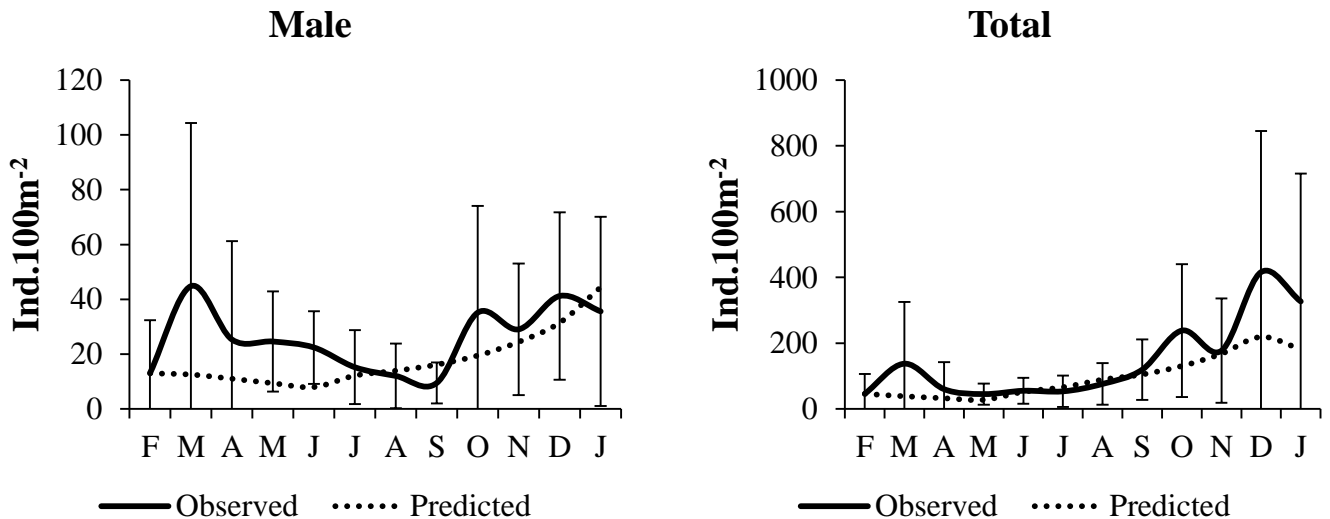 Male
120
100
80
60
40
20
0
Ind.100m-2
F M A M J J A S O N D J
Observed Predicted
Total
1000
800
600
400
200
0
Ind.100m-2
F M A M J J A S O N D J
Observed Predicted